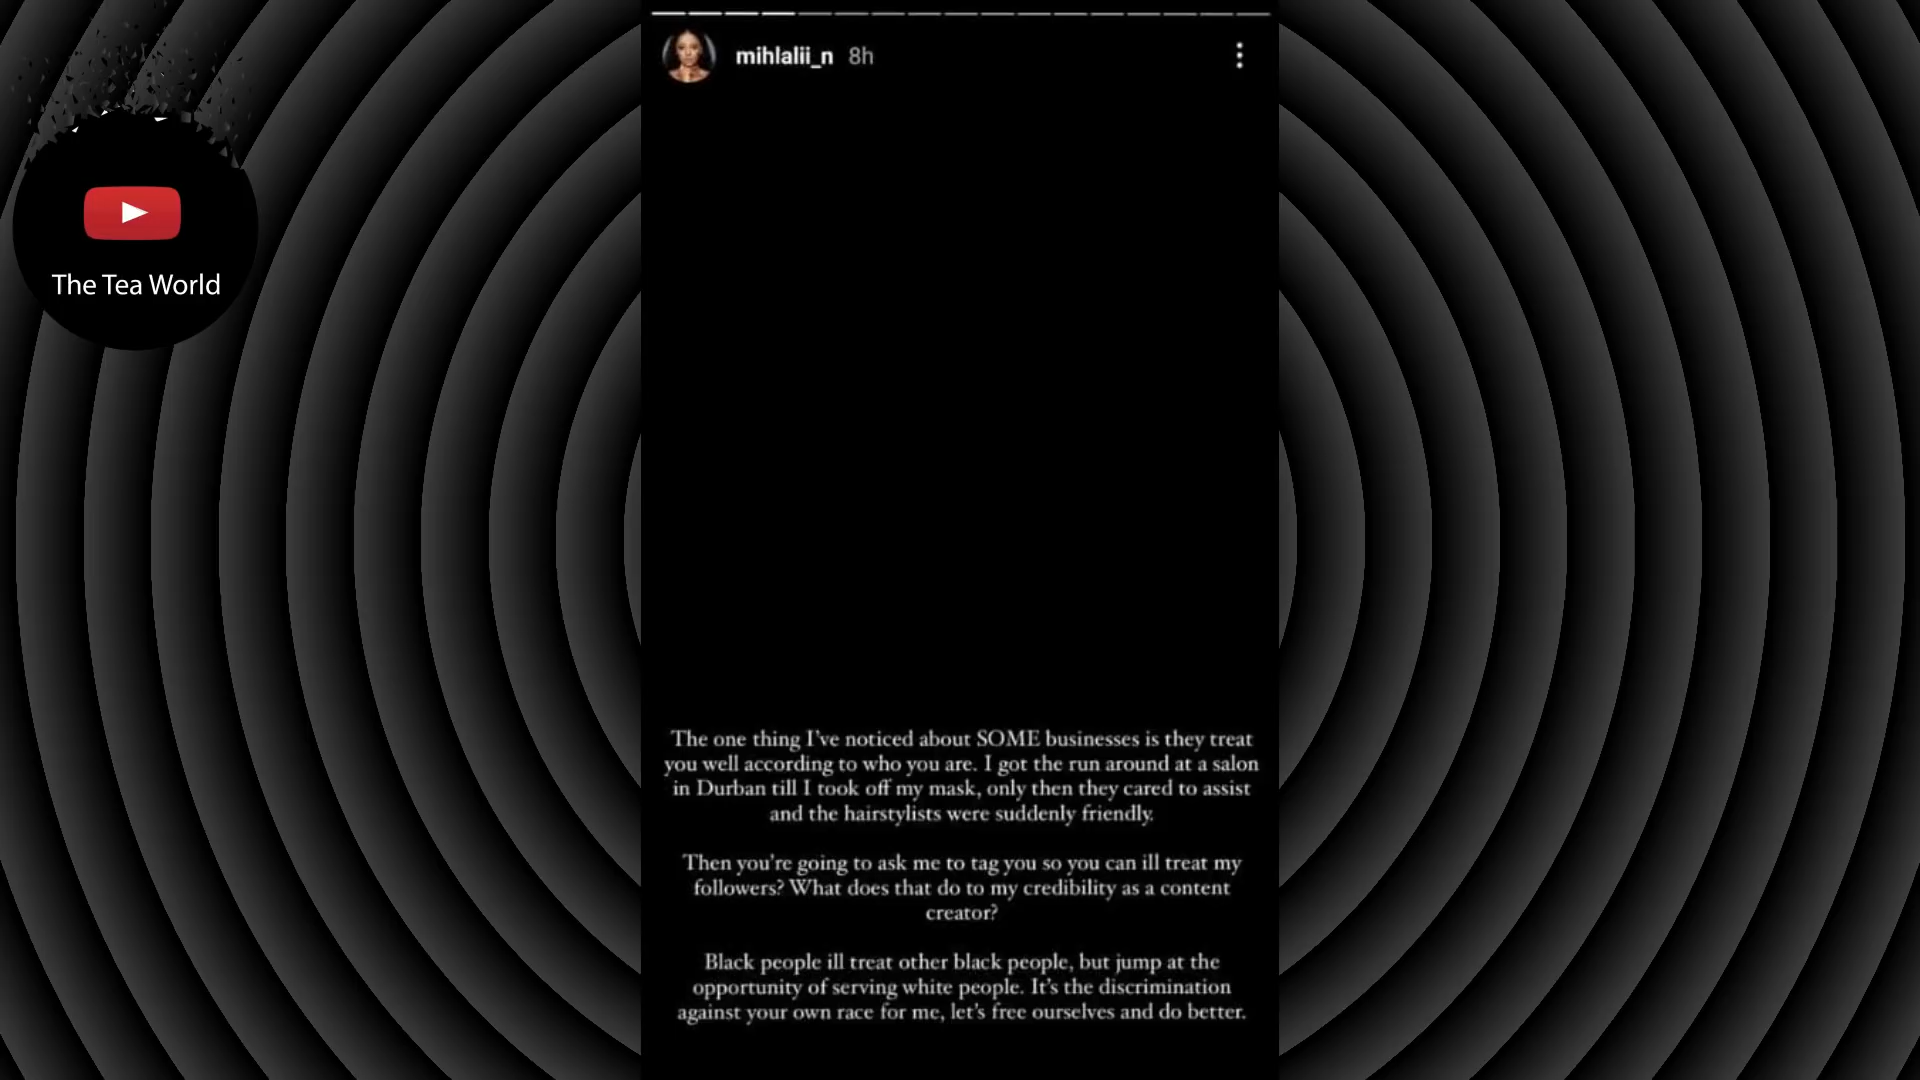 mihlalii_n 8h
The Tea World
The one thing I've noticed about SOME businesses is they treat
you well according to who you are. I got the run around at a salon
in Durban till I took off my mask, only then they cared to assist
and the hairstylists were suddenly friendly.
Then you're going to ask me to tag you so you can ill treat my
followers? What does that do to my credibility as a content
creator?
Black people ill treat other black people, but jump at the
opportunity of serving white people. It's the discrimination
against your own race for me, let's free ourselves and do better.